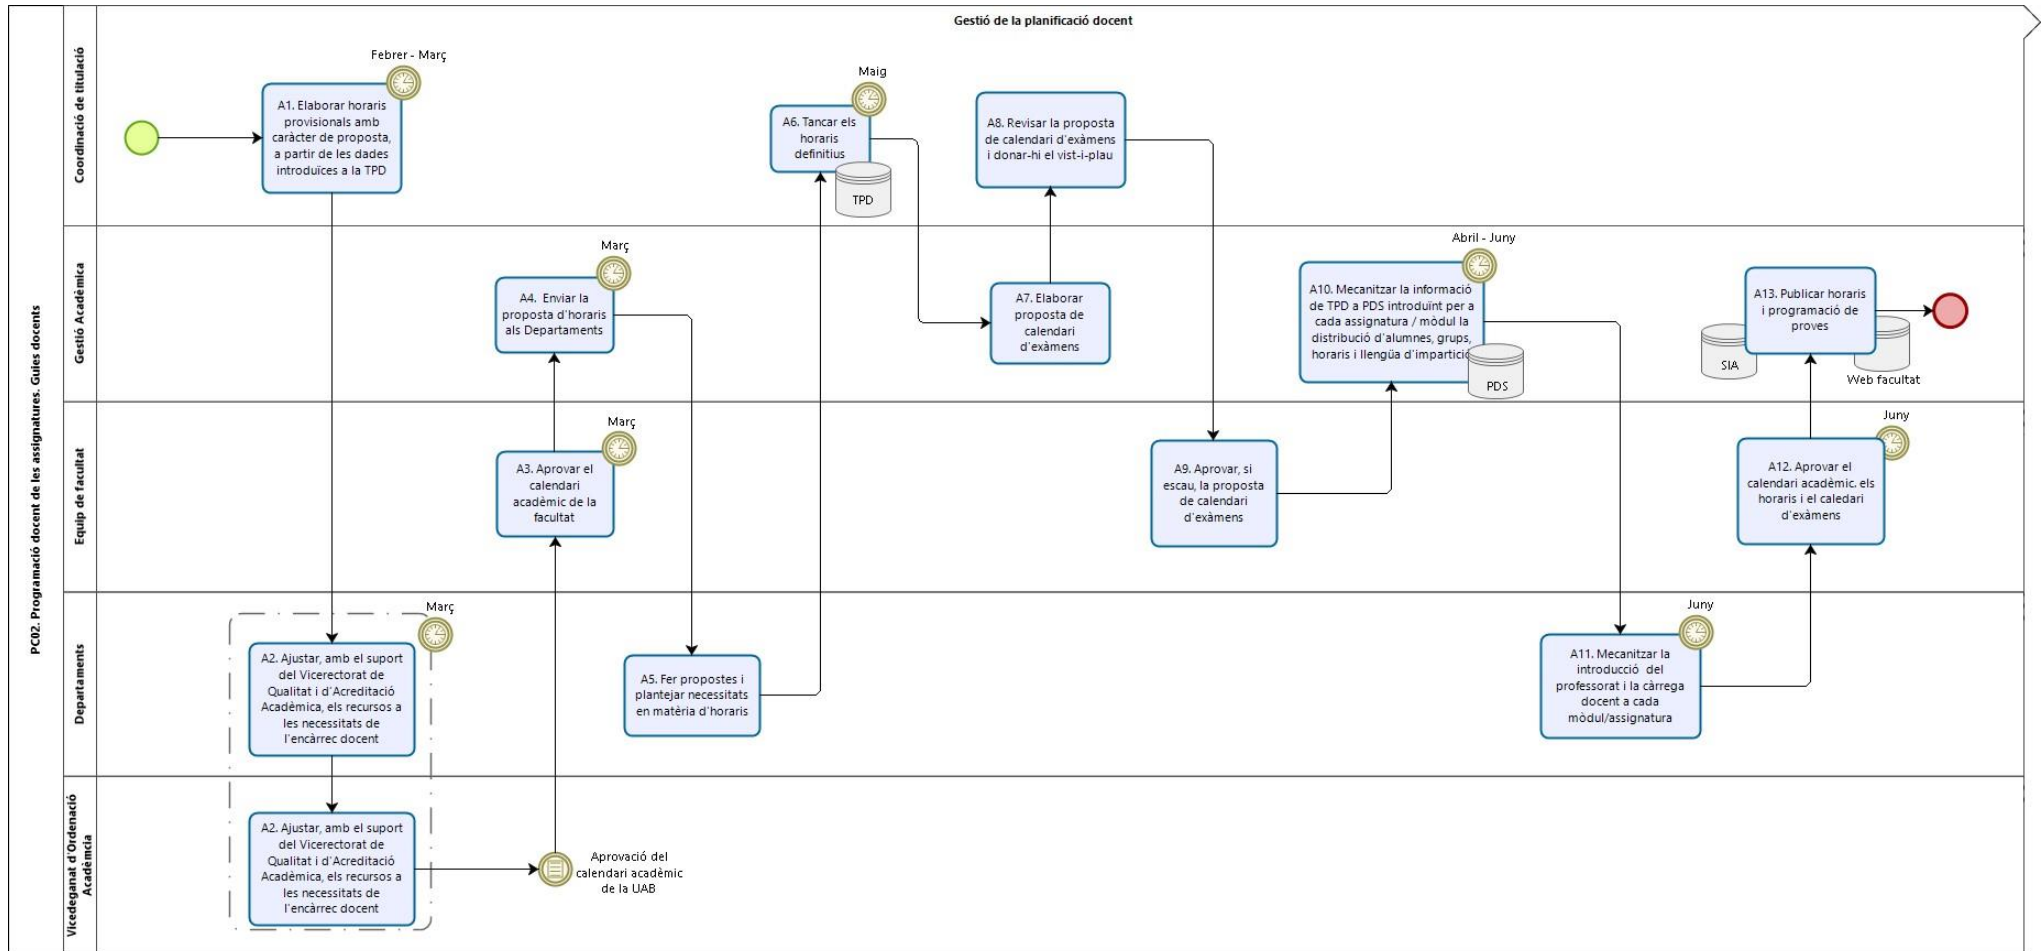 Gestió de la planificació docent
PC02. Programació docent de les assignatures. Guies docents
Coordinació de titulació
Febrer - Març
A1. Elaborar horaris
provisionals amb
caràcter de proposta,
a partir de les dades
introduïces a la TPD
Maig
A6. Tancar els
horaris
definitius
TPD
A8. Revisar la proposta
de calendari d'exàmens
i donar-hi el vist-i-plau
Gestió Acadèmica
Març
A4. Enviar la
proposta d'horaris
als Departaments
A7. Elaborar
proposta de
calendari
d'exàmens
Abril - Juny
A10. Mecanitzar la informació
de TPD a PDS introduïnt per a
cada assignatura / mòdul la
distribució d'alumnes, grups,
horaris i llengüa d'impartició
PDS
A13. Publicar horaris
i programació de
proves
SIA
Web facultat
Equip de facultat
Març
A3. Aprovar el
calendari
acadèmic de la
facultat
A9. Aprovar, si
escau, la proposta
de calendari
d'exàmens
Juny
A12. Aprovar el
calendari acadèmic. els
horaris i el caledari
d'exàmens
Departaments
Març
A2. Ajustar, amb el suport
del Vicerectorat de
Qualitat i d'Acreditació
Acadèmica, els recursos a
les necessitats de
l'encàrrec docent
A5. Fer propostes i
plantejar necessitats
en matèria d'horaris
Juny
A11. Mecanitzar la
introducció del
professorat i la càrrega
docent a cada
mòdul/assignatura
Vicedeganat d'Ordenació
Acadèmcia
A2. Ajustar, amb el suport
del Vicerectorat de
Qualitat i d'Acreditació
Acadèmica, els recursos a
les necessitats de
l'encàrrec docent
Aprovació del
calendari acadèmic
de la UAB